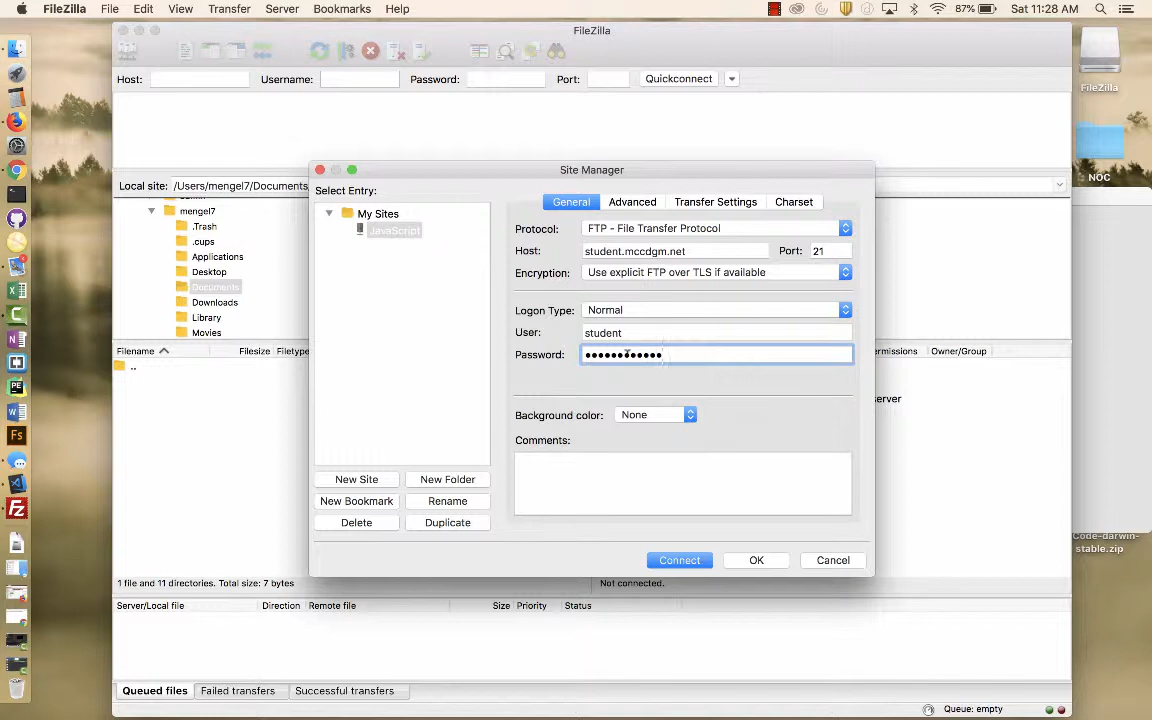 FileZilla File Edit View Transfer Server Bookmarks Help 87% Sat 11:28 AM
FileZilla
Host: Username: Password: Port: Quickconnect
FileZilla
NOC
Site Manager
Local site: /Users/mengel7/Documents
Select Entry:
My Sites
JavaScript
General Advanced Transfer Settings Charset
Protocol: FTP - File Transfer Protocol
Host: student.mccdgm.net Port: 21
Encryption: Use explicit FTP over TLS if available
Logon Type: Normal
User: student
Password: ••••••••••••
Background color: None
Comments:
New Site New Folder
New Bookmark Rename
Delete Duplicate
Connect OK Cancel
mengel7
.Trash
.cups
Applications
Desktop
Documents
Downloads
Library
Movies
Filename Filesize Filetype
..
ermissions Owner/Group
server
Code-darwin-
stable.zip
1 file and 11 directories. Total size: 7 bytes
Not connected.
Server/Local file Direction Remote file Size Priority Status
Queued files Failed transfers Successful transfers
Queue: empty